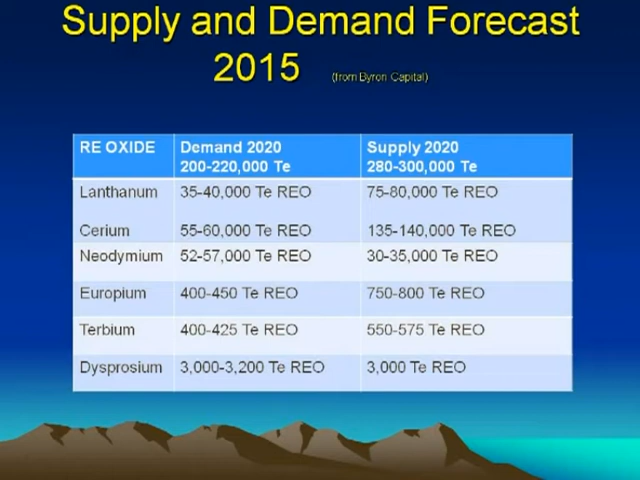 Supply and Demand Forecast
2015 (from Byron Capital)
RE OXIDE Demand 2020 Supply 2020
200-220,000 Te 280-300,000 Te
Lanthanum 35-40,000 Te REO 75-80,000 Te REO
Cerium 55-60,000 Te REO 135-140,000 Te REO
Neodymium 52-57,000 Te REO 30-35,000 Te REO
Europium 400-450 Te REO 750-800 Te REO
Terbium 400-425 Te REO 550-575 Te REO
Dysprosium 3,000-3,200 Te REO 3,000 Te REO